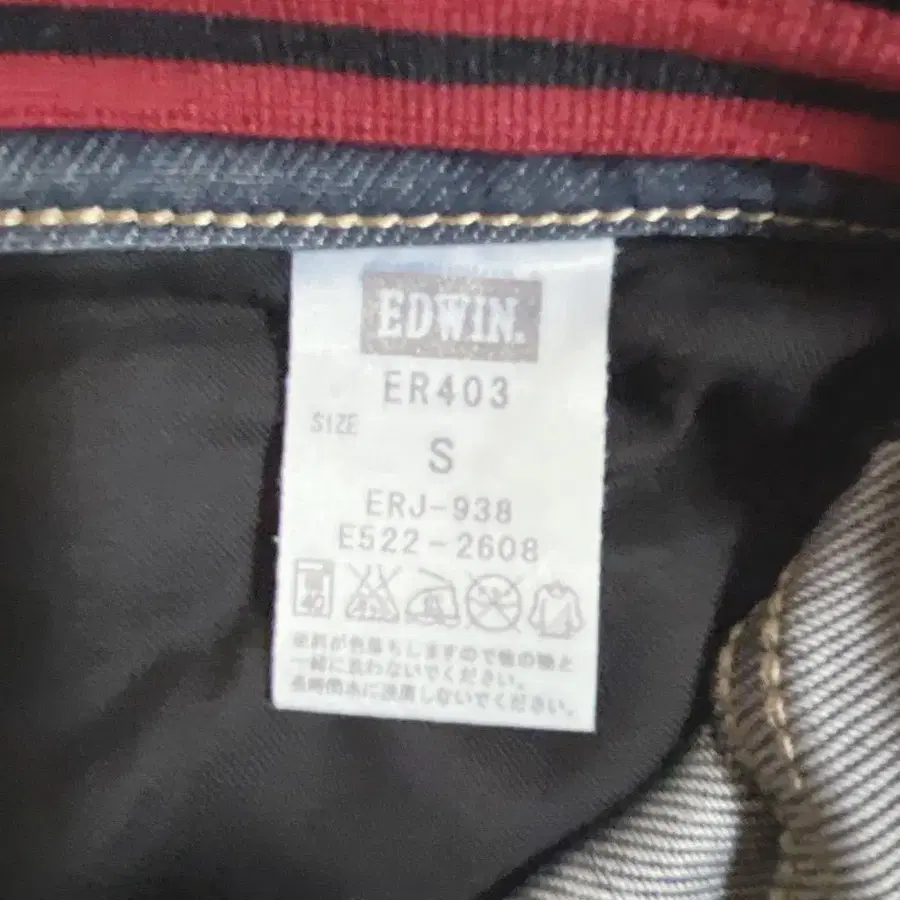 EDWIN.
ER403
SIZE
S
ERJ-938
E522-2608
40
染料が色落ちしますので他の物と
一緒に洗わないでください。
長時間水に浸漬しないでください。